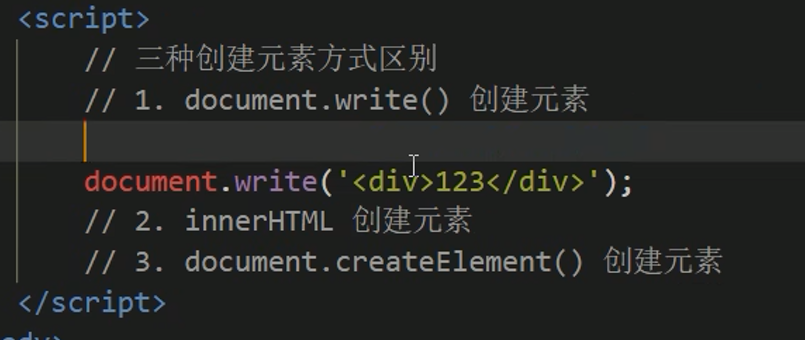 <script>
// 三种创建元素方式区别
// 1. document.write() 创建元素
document.write('<div>123</div>');
// 2. innerHTML 创建元素
// 3. document.createElement() 创建元素
</script>